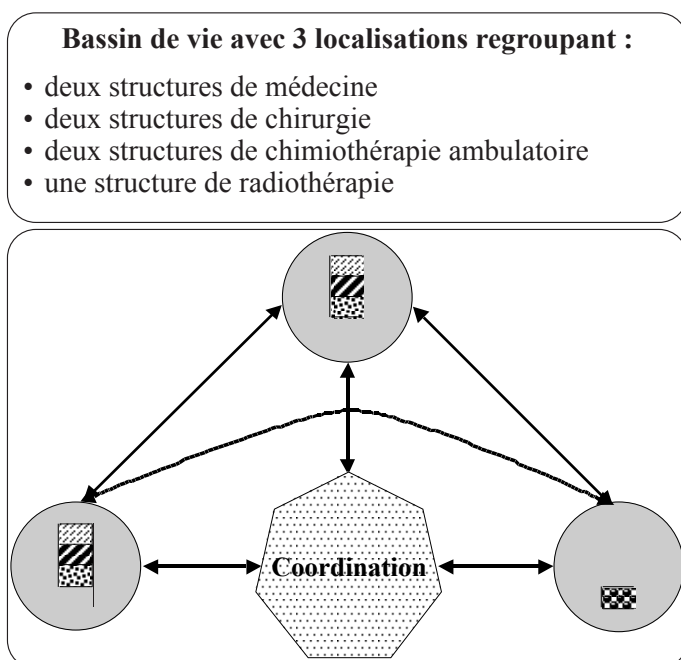 Bassin de vie avec 3 localisations regroupant :
• deux structures de médecine
• deux structures de chirurgie
• deux structures de chimiothérapie ambulatoire
• une structure de radiothérapie
Coordination